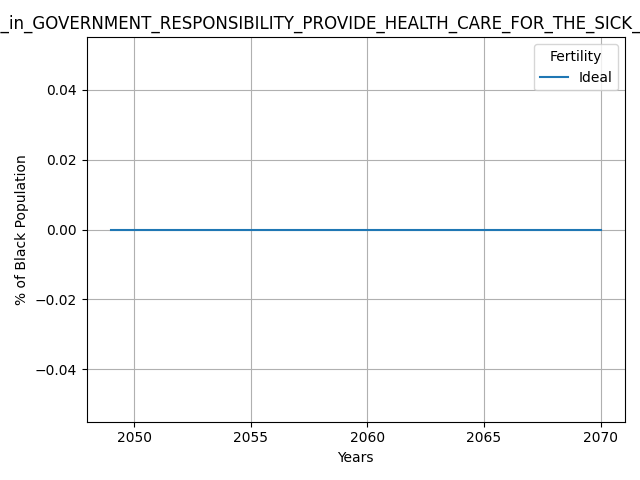 _in_GOVERNMENT_RESPONSIBILITY_PROVIDE_HEALTH_CARE_FOR_THE_SICK_
Fertility
Ideal
0.04
0.02
0.00
−0.02
−0.04
% of Black Population
2050 2055 2060 2065 2070
Years